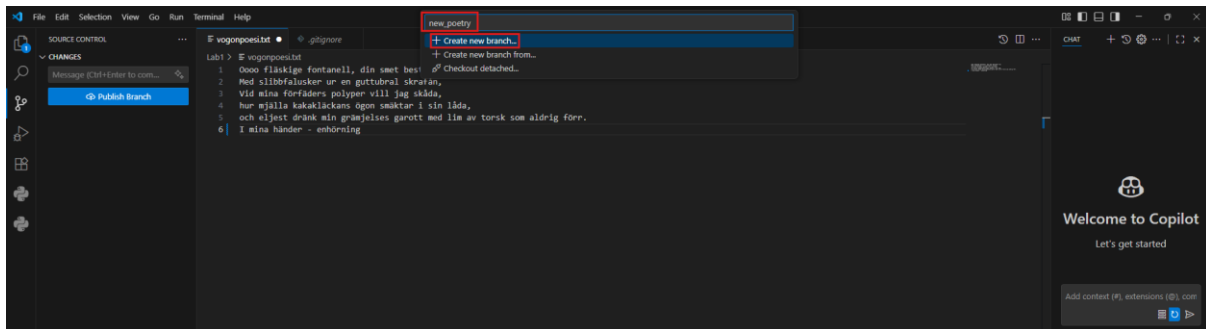 File Edit Selection View Go Run Terminal Help
new_poetry
+ Create new branch...
+ Create new branch from...
Checkout detached...
SOURCE CONTROL ...
CHANGES
Message (Ctrl+Enter to com...
Publish Branch
vogonpoesi.txt
.gitignore
Lab1 > vogonpoesi.txt
1 Oooo fläskige fontanell, din smet bes
2 Med slibbfalusker ur en guttubral skratän,
3 Vid mina förfäders polyper vill jag skåda,
4 hur mjälla kakakläckans ögon smäktar i sin låda,
5 och eljest dränk min grämjelses garott med lim av torsk som aldrig förr.
6 I mina händer - enhörning
CHAT
Welcome to Copilot
Let's get started
Add context (#), extensions (@), com